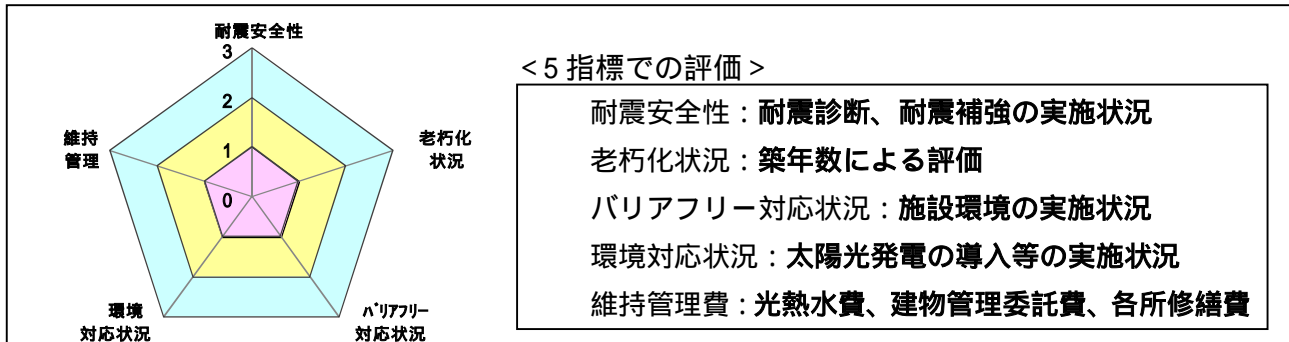 耐震安全性
3
2
1
0
維持
管理
老朽化
状況
環境
対応状況
バリアフリー
対応状況
<5指標での評価>
耐震安全性：耐震診断、耐震補強の実施状況
老朽化状況：築年数による評価
バリアフリー対応状況：施設環境の実施状況
環境対応状況：太陽光発電の導入等の実施状況
維持管理費：光熱水費、建物管理委託費、各所修繕費